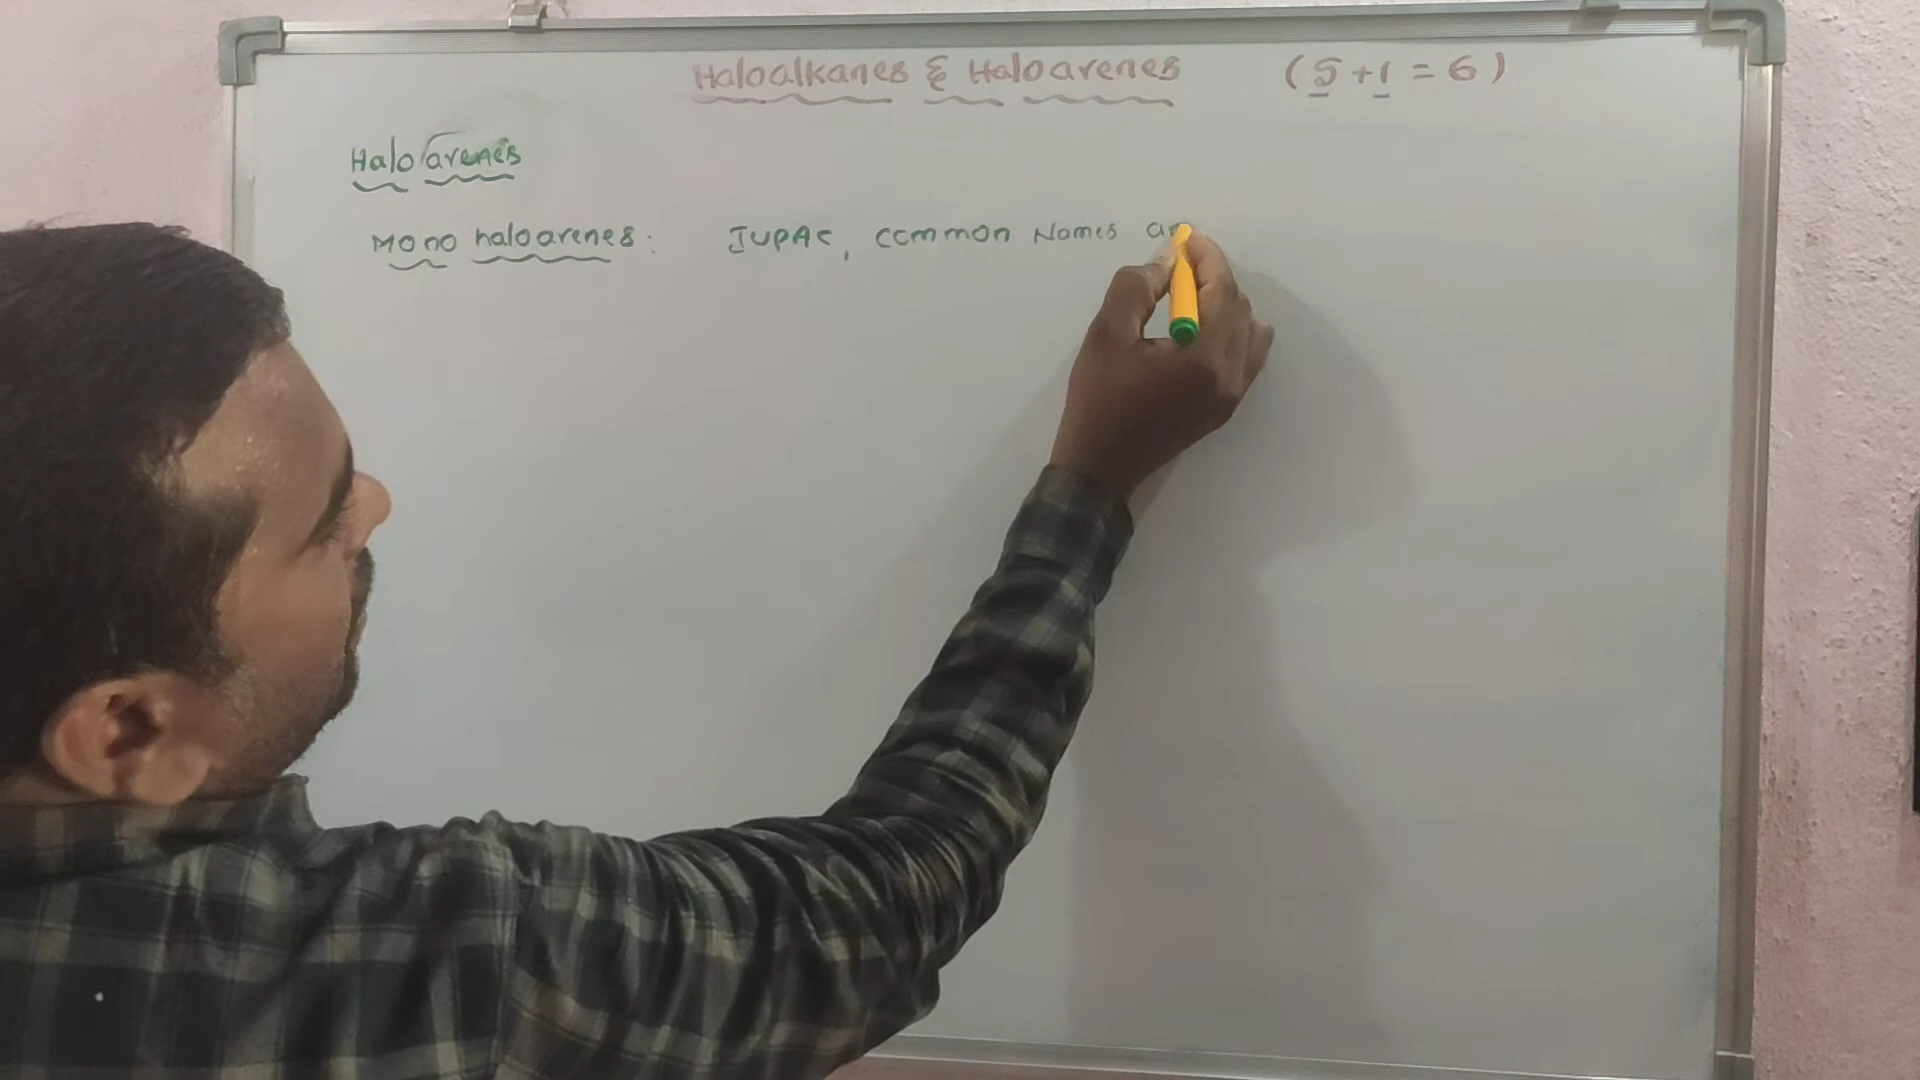 Haloalkanes & Haloarenes (5+1=6)
Haloarenes
Mono haloarenes: IUPAC, Common Names